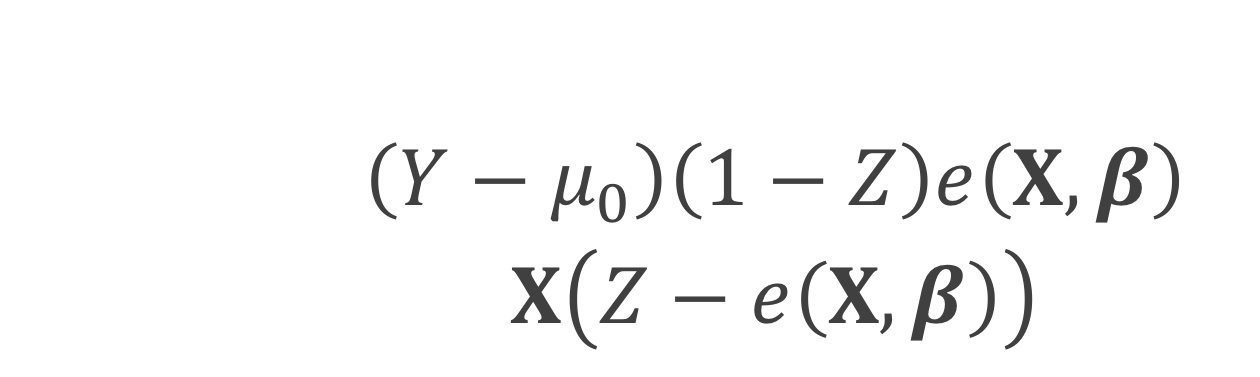 (Y − μ₀)(1 − Z)e(𝐗, 𝜷)
𝐗(Z − e(𝐗, 𝜷))